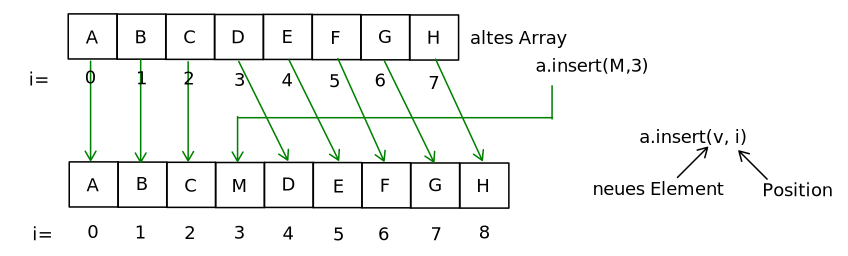 A B C D E F G H altes Array
a.insert(M,3)
i= 0 1 2 3 4 5 6 7
a.insert(v, i)
A B C M D E F G H
neues Element Position
i= 0 1 2 3 4 5 6 7 8